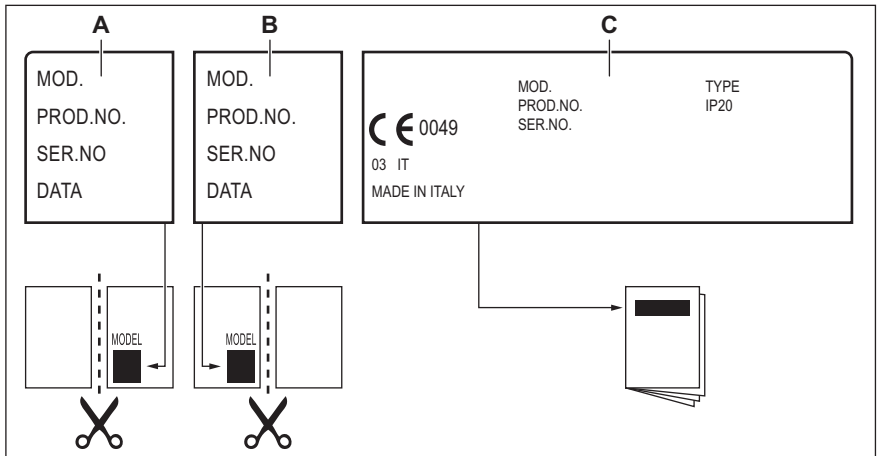 A
B
C
MOD.
PROD.NO.
SER.NO
DATA
MOD.
PROD.NO.
SER.NO
DATA
MOD.
PROD.NO.
SER.NO.
TYPE
IP20
CE 0049
03 IT
MADE IN ITALY
MODEL
MODEL